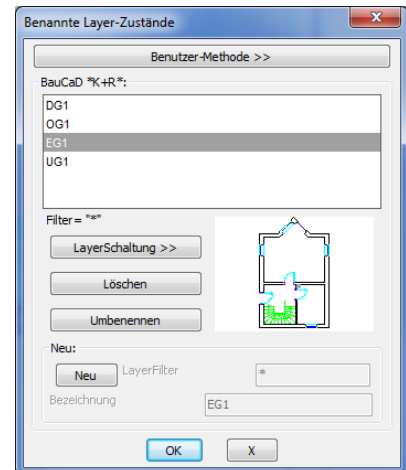 Benannte Layer-Zustände
Benutzer-Methode >>
BauCaD *K+R*:
DG1
OG1
EG1
UG1
Filter= "*"
LayerSchaltung >>
Löschen
Umbenennen
Neu:
Neu LayerFilter *
Bezeichnung EG1
OK X